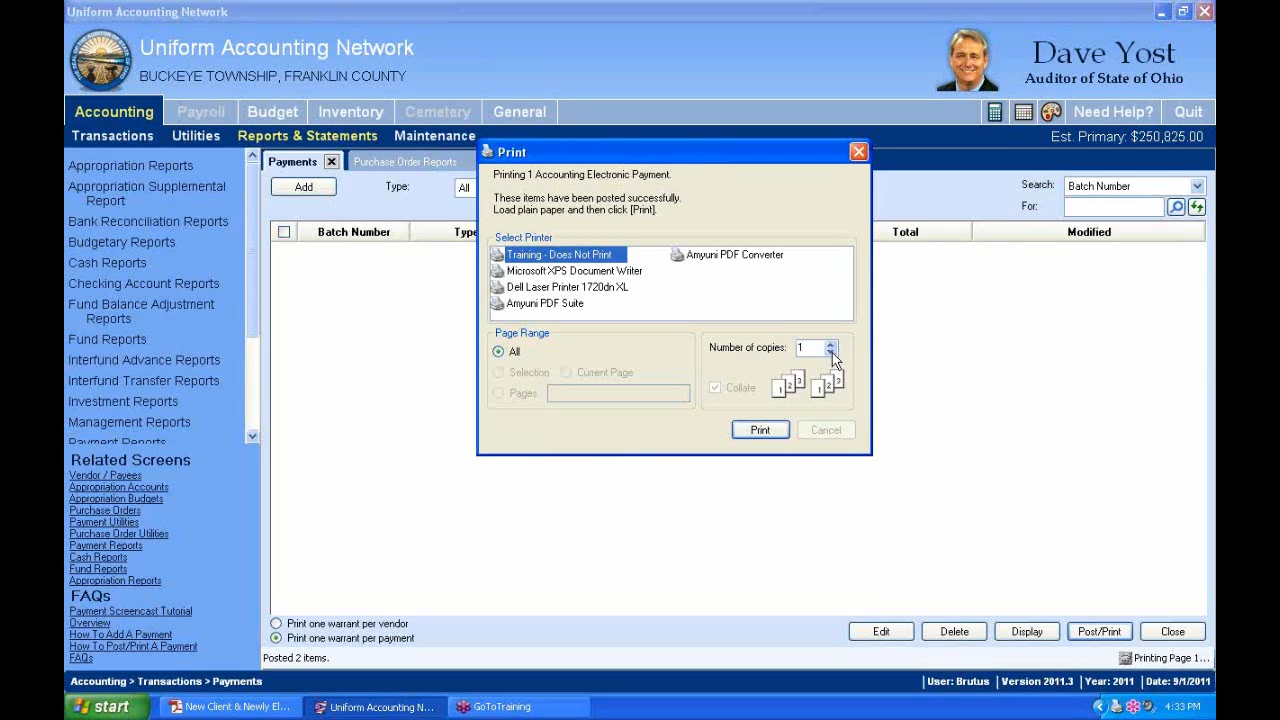 Uniform Accounting Network
Uniform Accounting Network
BUCKEYE TOWNSHIP, FRANKLIN COUNTY
Dave Yost
Auditor of State of Ohio
Accounting Payroll Budget Inventory Cemetery General Need Help? Quit
Transactions Utilities Reports & Statements Maintenance Est. Primary: $250,825.00
Appropriation Reports
Appropriation Supplemental
Report
Bank Reconciliation Reports
Budgetary Reports
Cash Reports
Checking Account Reports
Fund Balance Adjustment
Reports
Fund Reports
Interfund Advance Reports
Interfund Transfer Reports
Investment Reports
Management Reports
Payment Reports
Related Screens
Vendor / Payees
Appropriation Accounts
Appropriation Budgets
Purchase Orders
Payment Utilities
Purchase Order Utilities
Payment Reports
Cash Reports
Fund Reports
Appropriation Reports
FAQs
Payment Screencast Tutorial
Overview
How To Add A Payment
How To Post/Print A Payment
FAQs
Payments Purchase Order Reports
Add Type: All
Search: Batch Number
For:
Batch Number Type Total Modified
Print
Printing 1 Accounting Electronic Payment.
These items have been posted successfully.
Load plain paper and then click [Print].
Select Printer
Training - Does Not Print Amyuni PDF Converter
Microsoft XPS Document Writer
Dell Laser Printer 1720dn XL
Amyuni PDF Suite
Page Range
All
Selection Current Page
Pages
Number of copies: 1
Collate 1 2 3 1 2 3
Print Cancel
Print one warrant per vendor
Print one warrant per payment
Edit Delete Display Post/Print Close
Posted 2 items. Printing Page 1...
Accounting > Transactions > Payments User: Brutus Version 2011.3 Year: 2011 Date: 9/1/2011
start New Client & Newly El... Uniform Accounting N... GoToTraining 4:33 PM